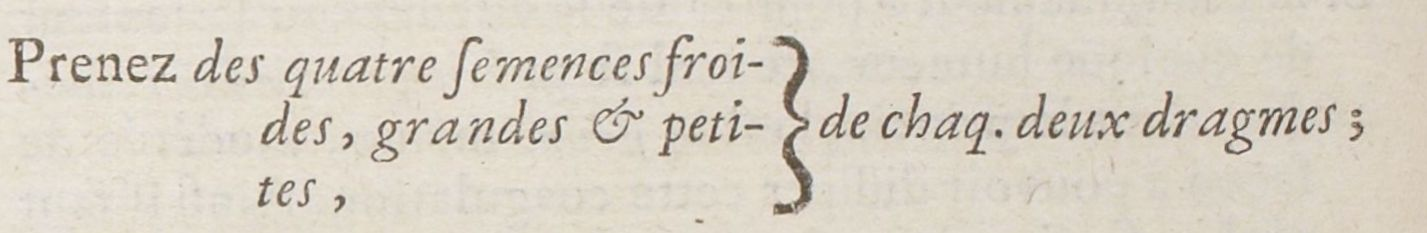 Prenez des quatre ſemences froi-
des, grandes & peti- } de chaq. deux dragmes;
tes,